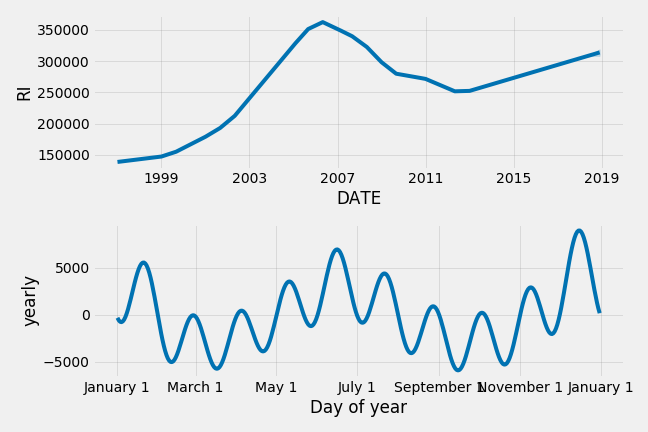 350000
300000
250000
200000
150000
RI
1999 2003 2007 2011 2015 2019
DATE
5000
0
−5000
yearly
January 1 March 1 May 1 July 1 September 1 November 1 January 1
Day of year